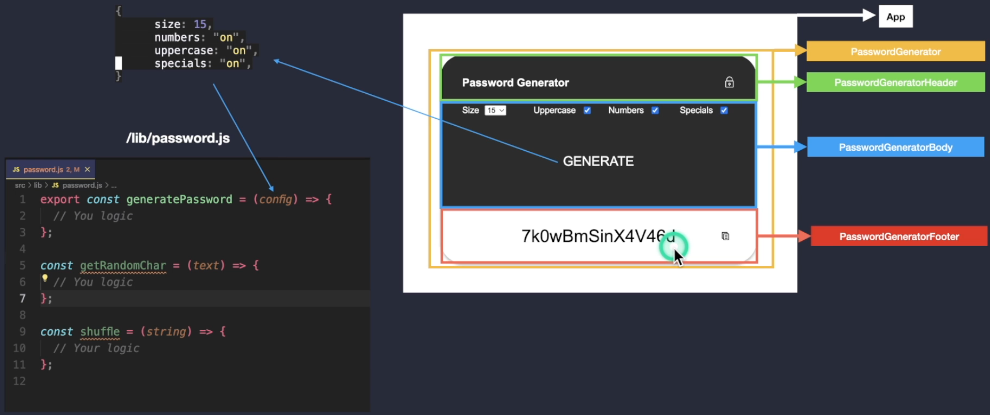 {
size: 15,
numbers: "on",
uppercase: "on",
specials: "on",
}
/lib/password.js
JS password.js 2, M ×
src > lib > JS password.js > ...
1 export const generatePassword = (config) => {
2 // You logic
3 };
4
5 const getRandomChar = (text) => {
6 // You logic
7 };
8
9 const shuffle = (string) => {
10 // Your logic
11 };
12
App
PasswordGenerator
PasswordGeneratorHeader
PasswordGeneratorBody
PasswordGeneratorFooter
Password Generator
Size 15 Uppercase Numbers Specials
GENERATE
7k0wBmSinX4V46d